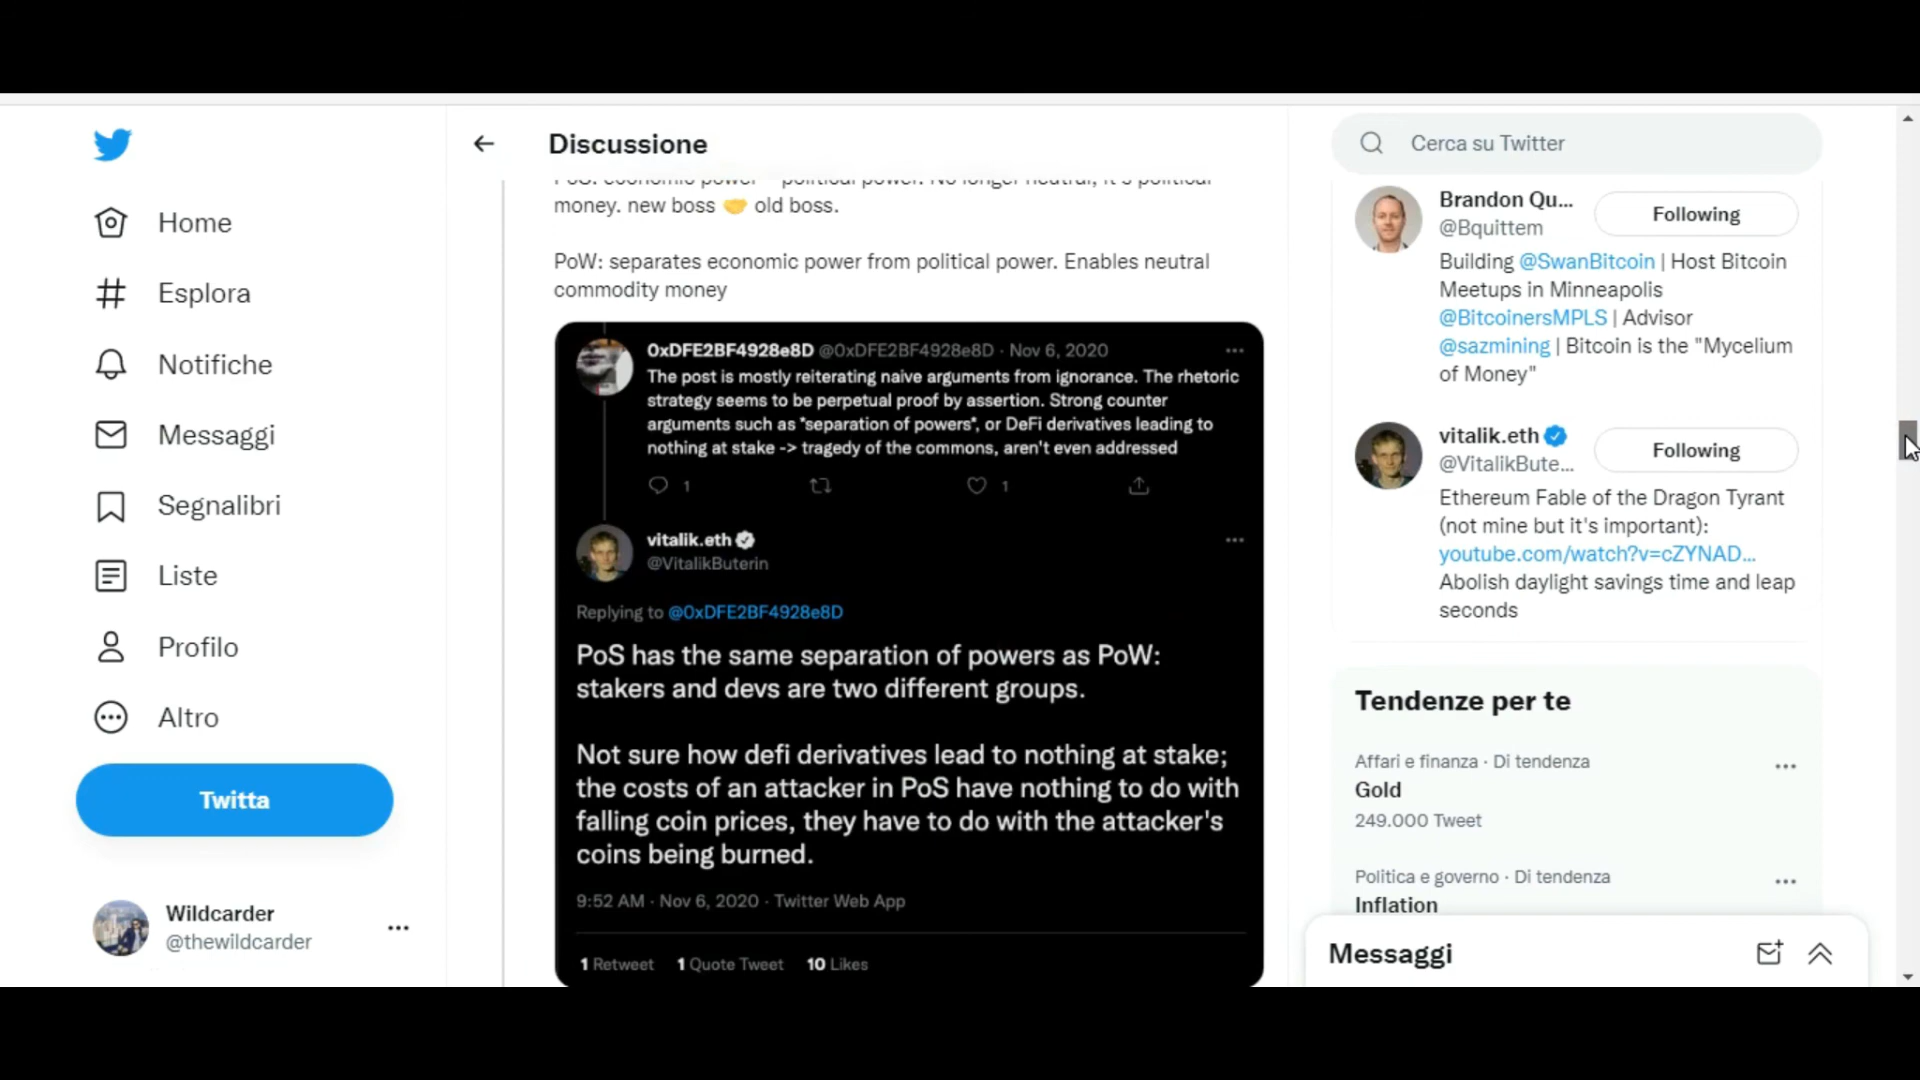 Home
Esplora
Notifiche
Messaggi
Segnalibri
Liste
Profilo
Altro
Twitta
Wildcarder
@thewildcarder
Discussione
PoS: economic power = political power. No longer neutral, it's political
money. new boss 🤝 old boss.
PoW: separates economic power from political power. Enables neutral
commodity money
0xDFE2BF4928e8D @0xDFE2BF4928e8D · Nov 6, 2020
The post is mostly reiterating naive arguments from ignorance. The rhetoric
strategy seems to be perpetual proof by assertion. Strong counter
arguments such as *separation of powers*, or DeFi derivatives leading to
nothing at stake -> tragedy of the commons, aren't even addressed
1
1
vitalik.eth
@VitalikButerin
Replying to @0xDFE2BF4928e8D
PoS has the same separation of powers as PoW:
stakers and devs are two different groups.
Not sure how defi derivatives lead to nothing at stake;
the costs of an attacker in PoS have nothing to do with
falling coin prices, they have to do with the attacker's
coins being burned.
9:52 AM · Nov 6, 2020 · Twitter Web App
1 Retweet 1 Quote Tweet 10 Likes
Cerca su Twitter
Brandon Qu...
@Bquittem
Following
Building @SwanBitcoin | Host Bitcoin
Meetups in Minneapolis
@BitcoinersMPLS | Advisor
@sazmining | Bitcoin is the "Mycelium
of Money"
vitalik.eth
@VitalikBute...
Following
Ethereum Fable of the Dragon Tyrant
(not mine but it's important):
youtube.com/watch?v=cZYNAD...
Abolish daylight savings time and leap
seconds
Tendenze per te
Affari e finanza · Di tendenza
Gold
249.000 Tweet
Politica e governo · Di tendenza
Inflation
Messaggi